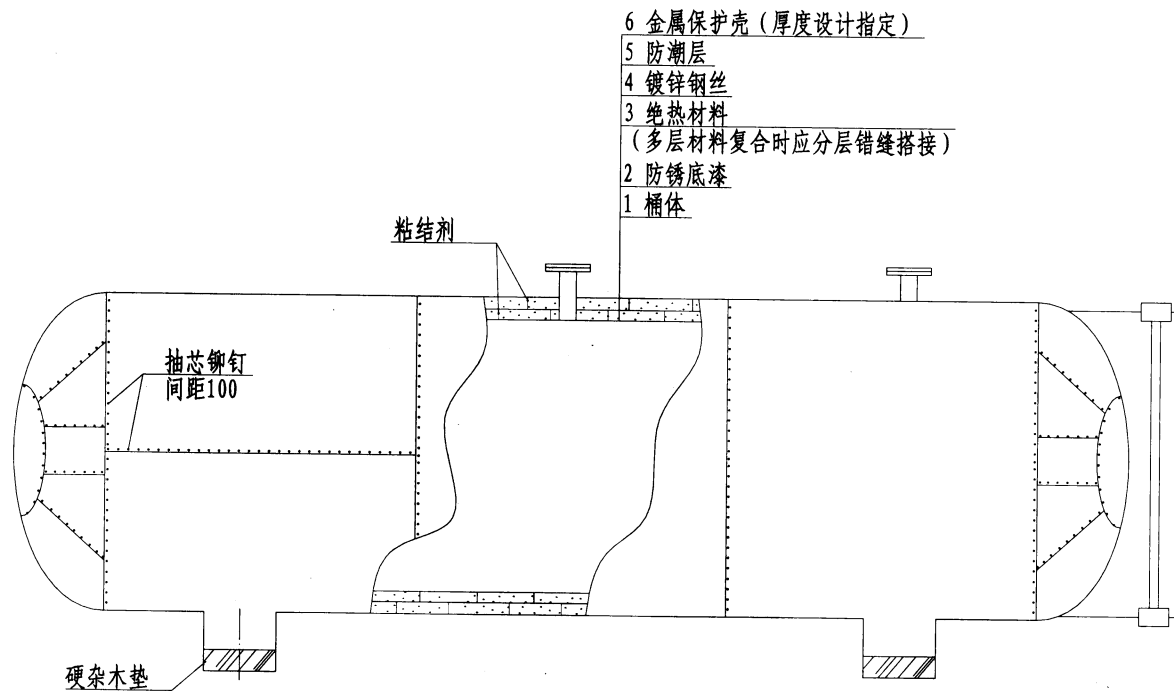 6 金属保护壳（厚度设计指定）
5 防潮层
4 镀锌钢丝
3 绝热材料
（多层材料复合时应分层错缝搭接）
2 防锈底漆
1 桶体
粘结剂
抽芯铆钉
间距100
硬杂木垫